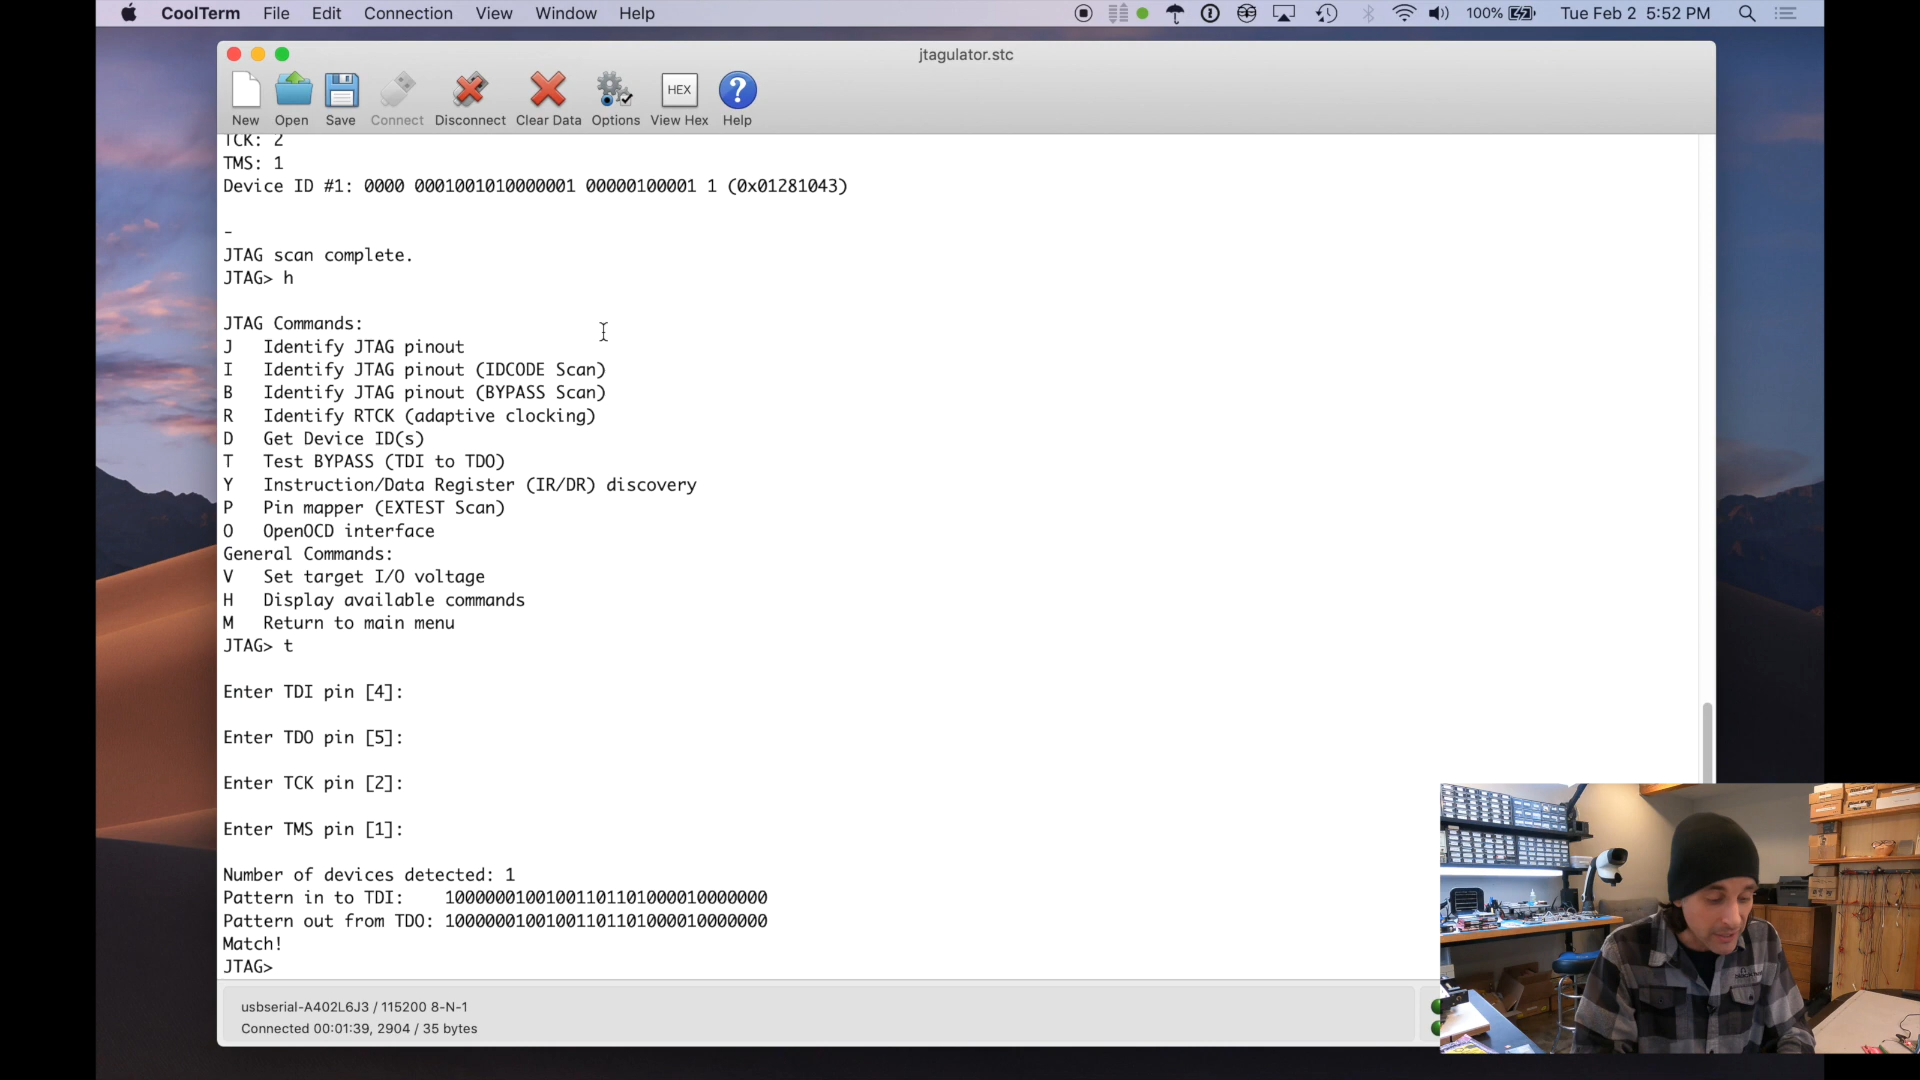 CoolTerm File Edit Connection View Window Help 100% Tue Feb 2 5:52 PM
jtagulator.stc
HEX
New Open Save Connect Disconnect Clear Data Options View Hex Help
TCK: 2
TMS: 1
Device ID #1: 0000 0001001010000001 00000100001 1 (0x01281043)
-
JTAG scan complete.
JTAG> h
JTAG Commands:
J Identify JTAG pinout
I Identify JTAG pinout (IDCODE Scan)
B Identify JTAG pinout (BYPASS Scan)
R Identify RTCK (adaptive clocking)
D Get Device ID(s)
T Test BYPASS (TDI to TDO)
Y Instruction/Data Register (IR/DR) discovery
P Pin mapper (EXTEST Scan)
O OpenOCD interface
General Commands:
V Set target I/O voltage
H Display available commands
M Return to main menu
JTAG> t
Enter TDI pin [4]:
Enter TDO pin [5]:
Enter TCK pin [2]:
Enter TMS pin [1]:
Number of devices detected: 1
Pattern in to TDI: 10000001001001101101000010000000
Pattern out from TDO: 10000001001001101101000010000000
Match!
JTAG>
usbserial-A402L6J3 / 115200 8-N-1
Connected 00:01:39, 2904 / 35 bytes